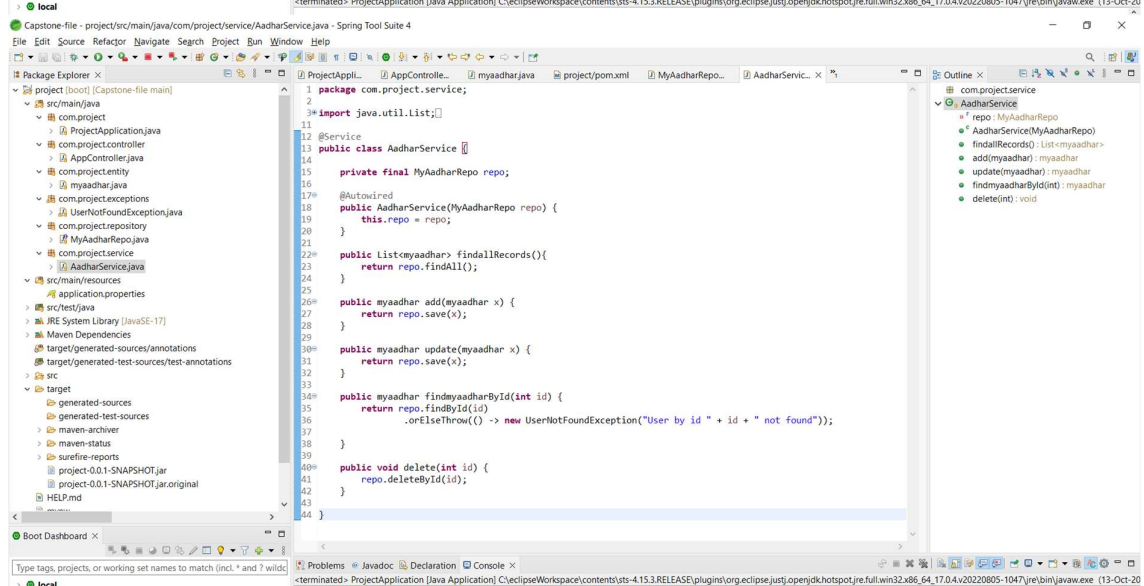 local
<terminated> ProjectApplication [Java Application] C:\eclipseWorkspace\contents\sts-4.15.3.RELEASE\plugins\org.eclipse.justj.openjdk.hotspot.jre.full.win32.x86_64_17.0.4.v20220805-1047\jre\bin\javaw.exe (13-Oct-20
Capstone-file - project/src/main/java/com/project/service/AadharService.java - Spring Tool Suite 4
File Edit Source Refactor Navigate Search Project Run Window Help
Package Explorer
project [boot] [Capstone-file main]
src/main/java
com.project
ProjectApplication.java
com.project.controller
AppController.java
com.project.entity
myaadhar.java
com.project.exceptions
UserNotFoundException.java
com.project.repository
MyAadharRepo.java
com.project.service
AadharService.java
src/main/resources
application.properties
src/test/java
JRE System Library [JavaSE-17]
Maven Dependencies
target/generated-sources/annotations
target/generated-test-sources/test-annotations
src
target
generated-sources
generated-test-sources
maven-archiver
maven-status
surefire-reports
project-0.0.1-SNAPSHOT.jar
project-0.0.1-SNAPSHOT.jar.original
HELP.md
Boot Dashboard
Type tags, projects, or working set names to match (incl. * and ? wildc
local
ProjectAppli... AppControlle... myaadhar.java project/pom.xml MyAadharRepo... AadharServic...
1 package com.project.service;
2
3 import java.util.List;
11
12 @Service
13 public class AadharService {
14
15 private final MyAadharRepo repo;
16
17 @Autowired
18 public AadharService(MyAadharRepo repo) {
19 this.repo = repo;
20 }
21
22 public List<myaadhar> findallRecords(){
23 return repo.findAll();
24 }
25
26 public myaadhar add(myaadhar x) {
27 return repo.save(x);
28 }
29
30 public myaadhar update(myaadhar x) {
31 return repo.save(x);
32 }
33
34 public myaadhar findmyaadharById(int id) {
35 return repo.findById(id)
36 .orElseThrow(() -> new UserNotFoundException("User by id " + id + " not found"));
37
38 }
39
40 public void delete(int id) {
41 repo.deleteById(id);
42 }
43
44 }
Problems Javadoc Declaration Console
<terminated> ProjectApplication [Java Application] C:\eclipseWorkspace\contents\sts-4.15.3.RELEASE\plugins\org.eclipse.justj.openjdk.hotspot.jre.full.win32.x86_64_17.0.4.v20220805-1047\jre\bin\javaw.exe (13-Oct-20
Outline
com.project.service
AadharService
repo : MyAadharRepo
AadharService(MyAadharRepo)
findallRecords() : List<myaadhar>
add(myaadhar) : myaadhar
update(myaadhar) : myaadhar
findmyaadharById(int) : myaadhar
delete(int) : void